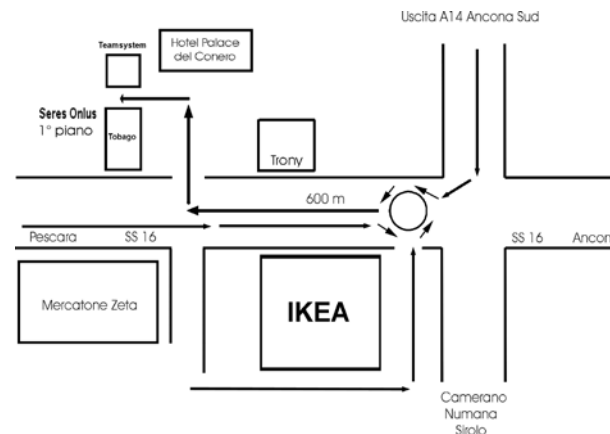 Uscita A14 Ancona Sud
Hotel Palace
del Conero
Teamsystem
Seres Onlus
1° piano
Tobago
Trony
600 m
Pescara
SS 16
SS 16
Ancon
Mercatone Zeta
IKEA
Camerano
Numana
Sirolo